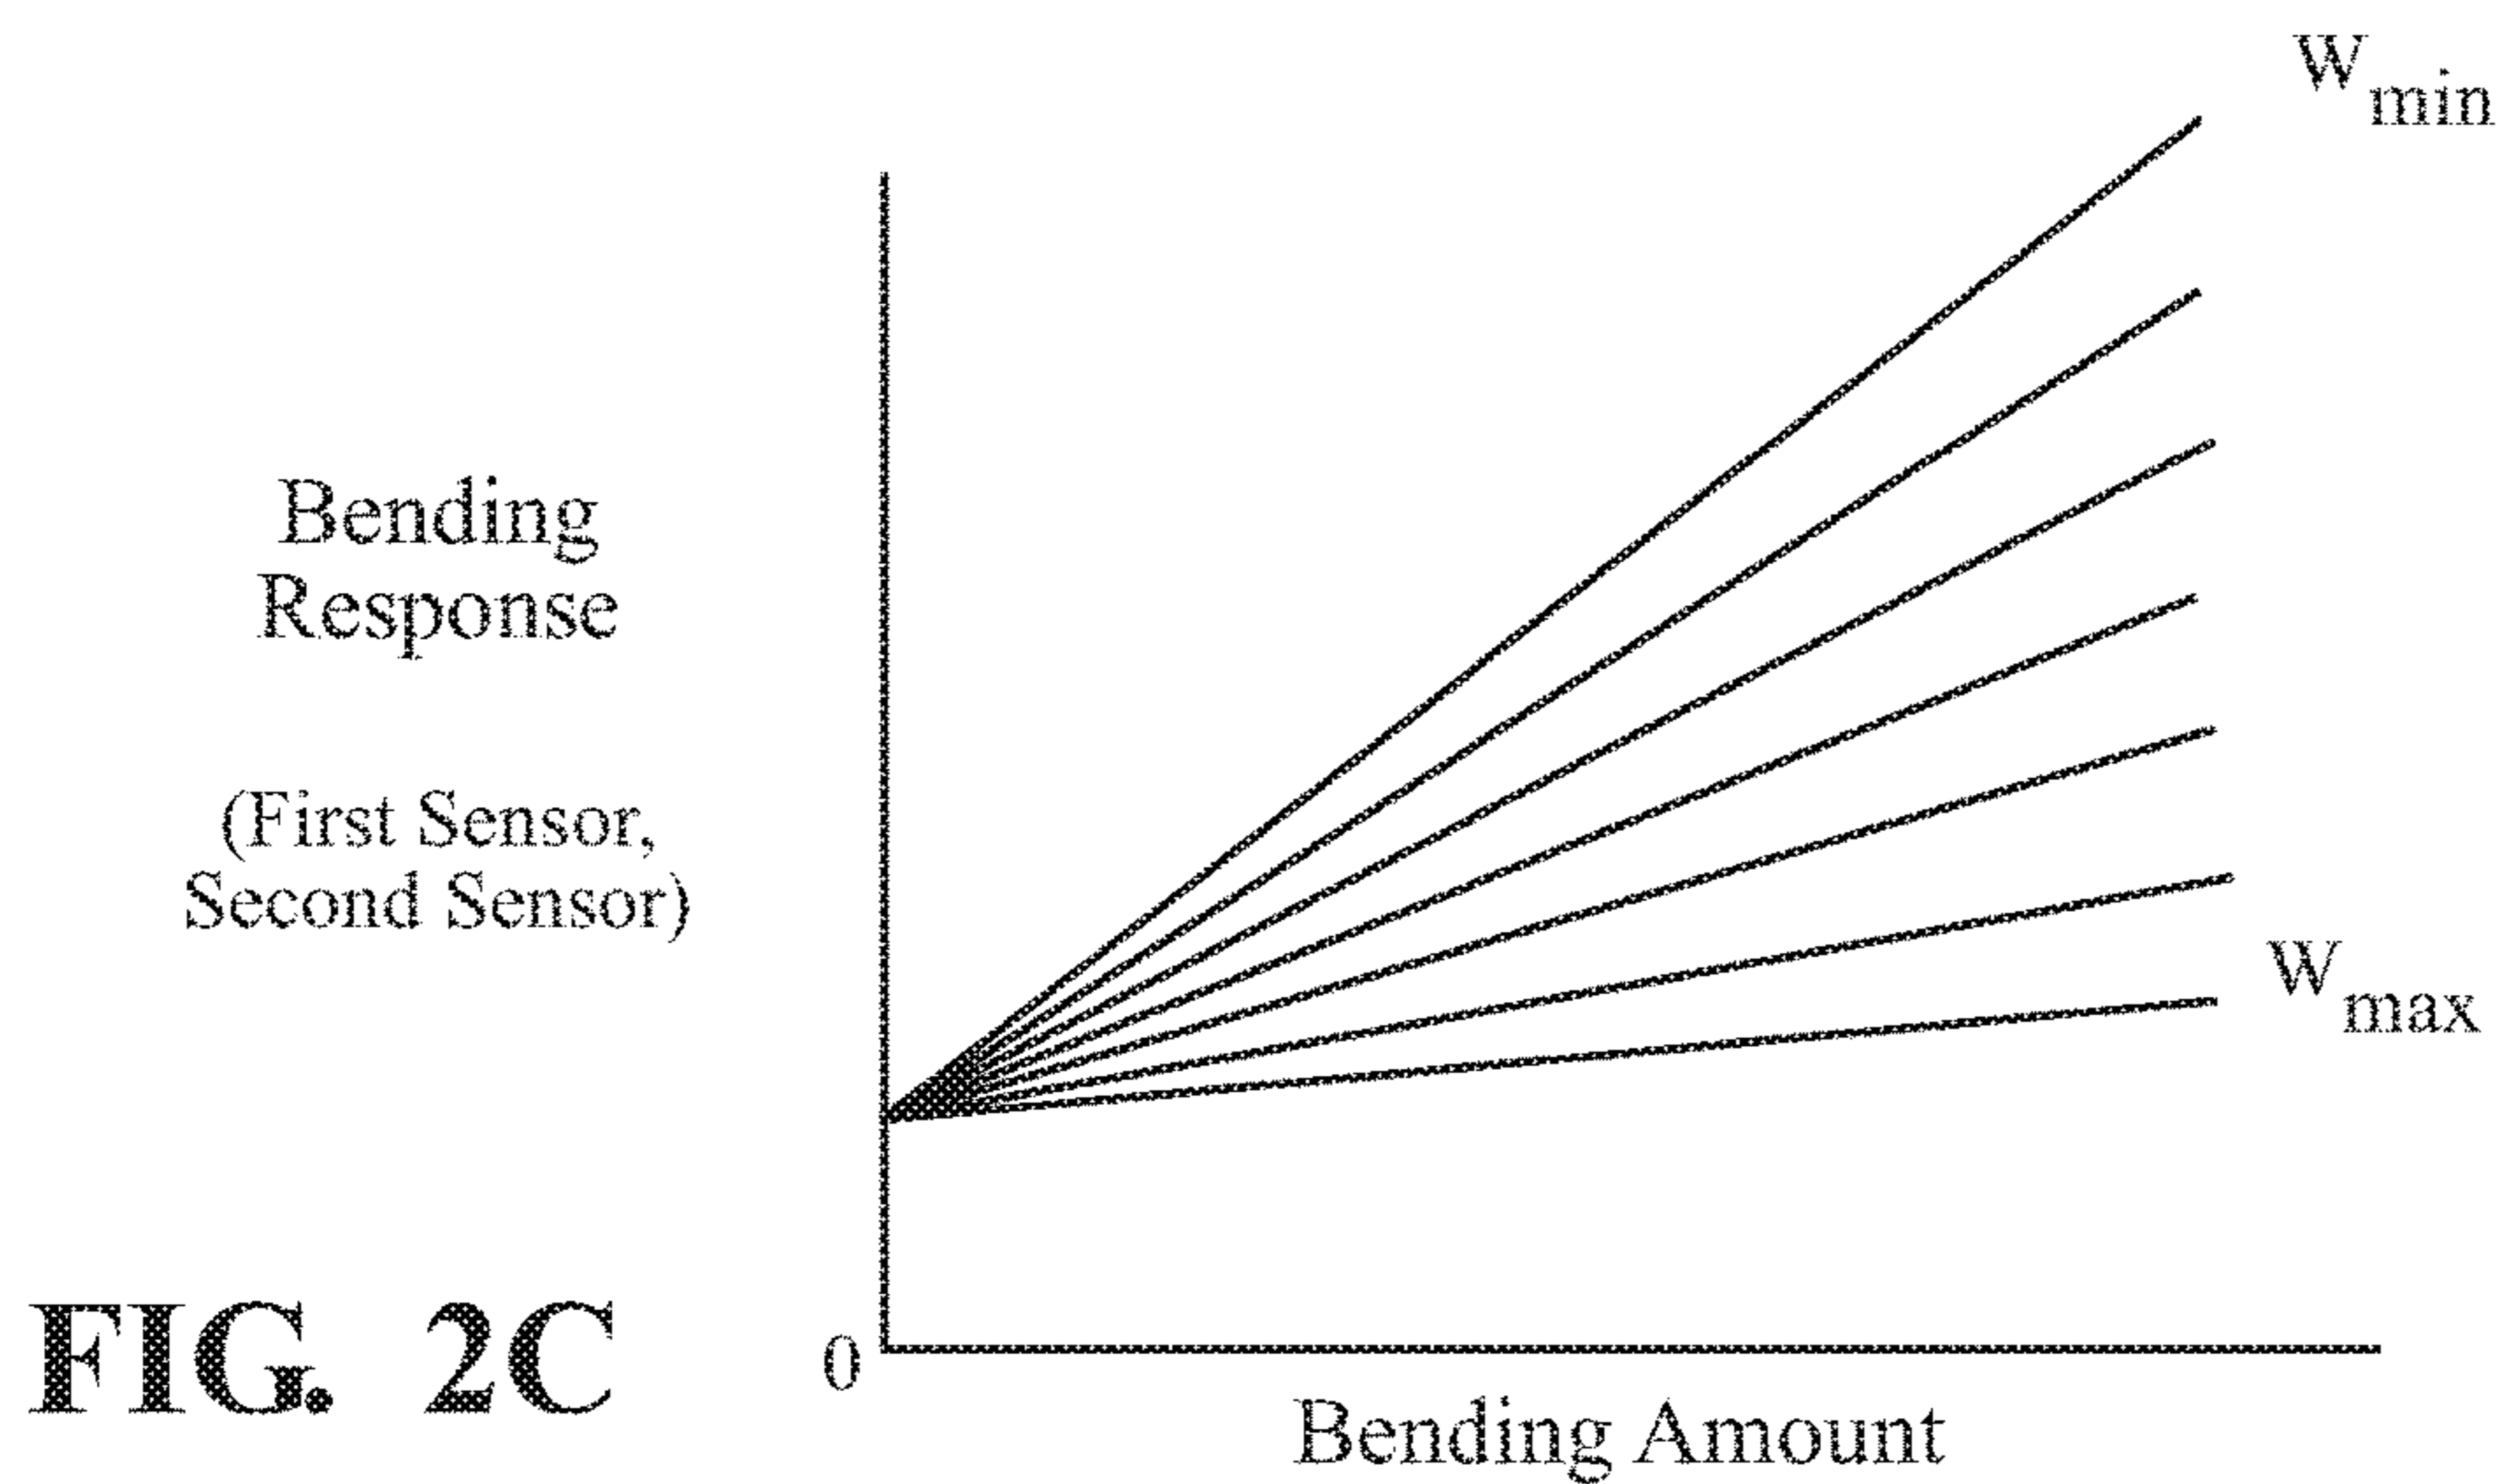 W_min
Bending
Response
(First Sensor,
Second Sensor)
W_max
FIG. 2C
0
Bending Amount